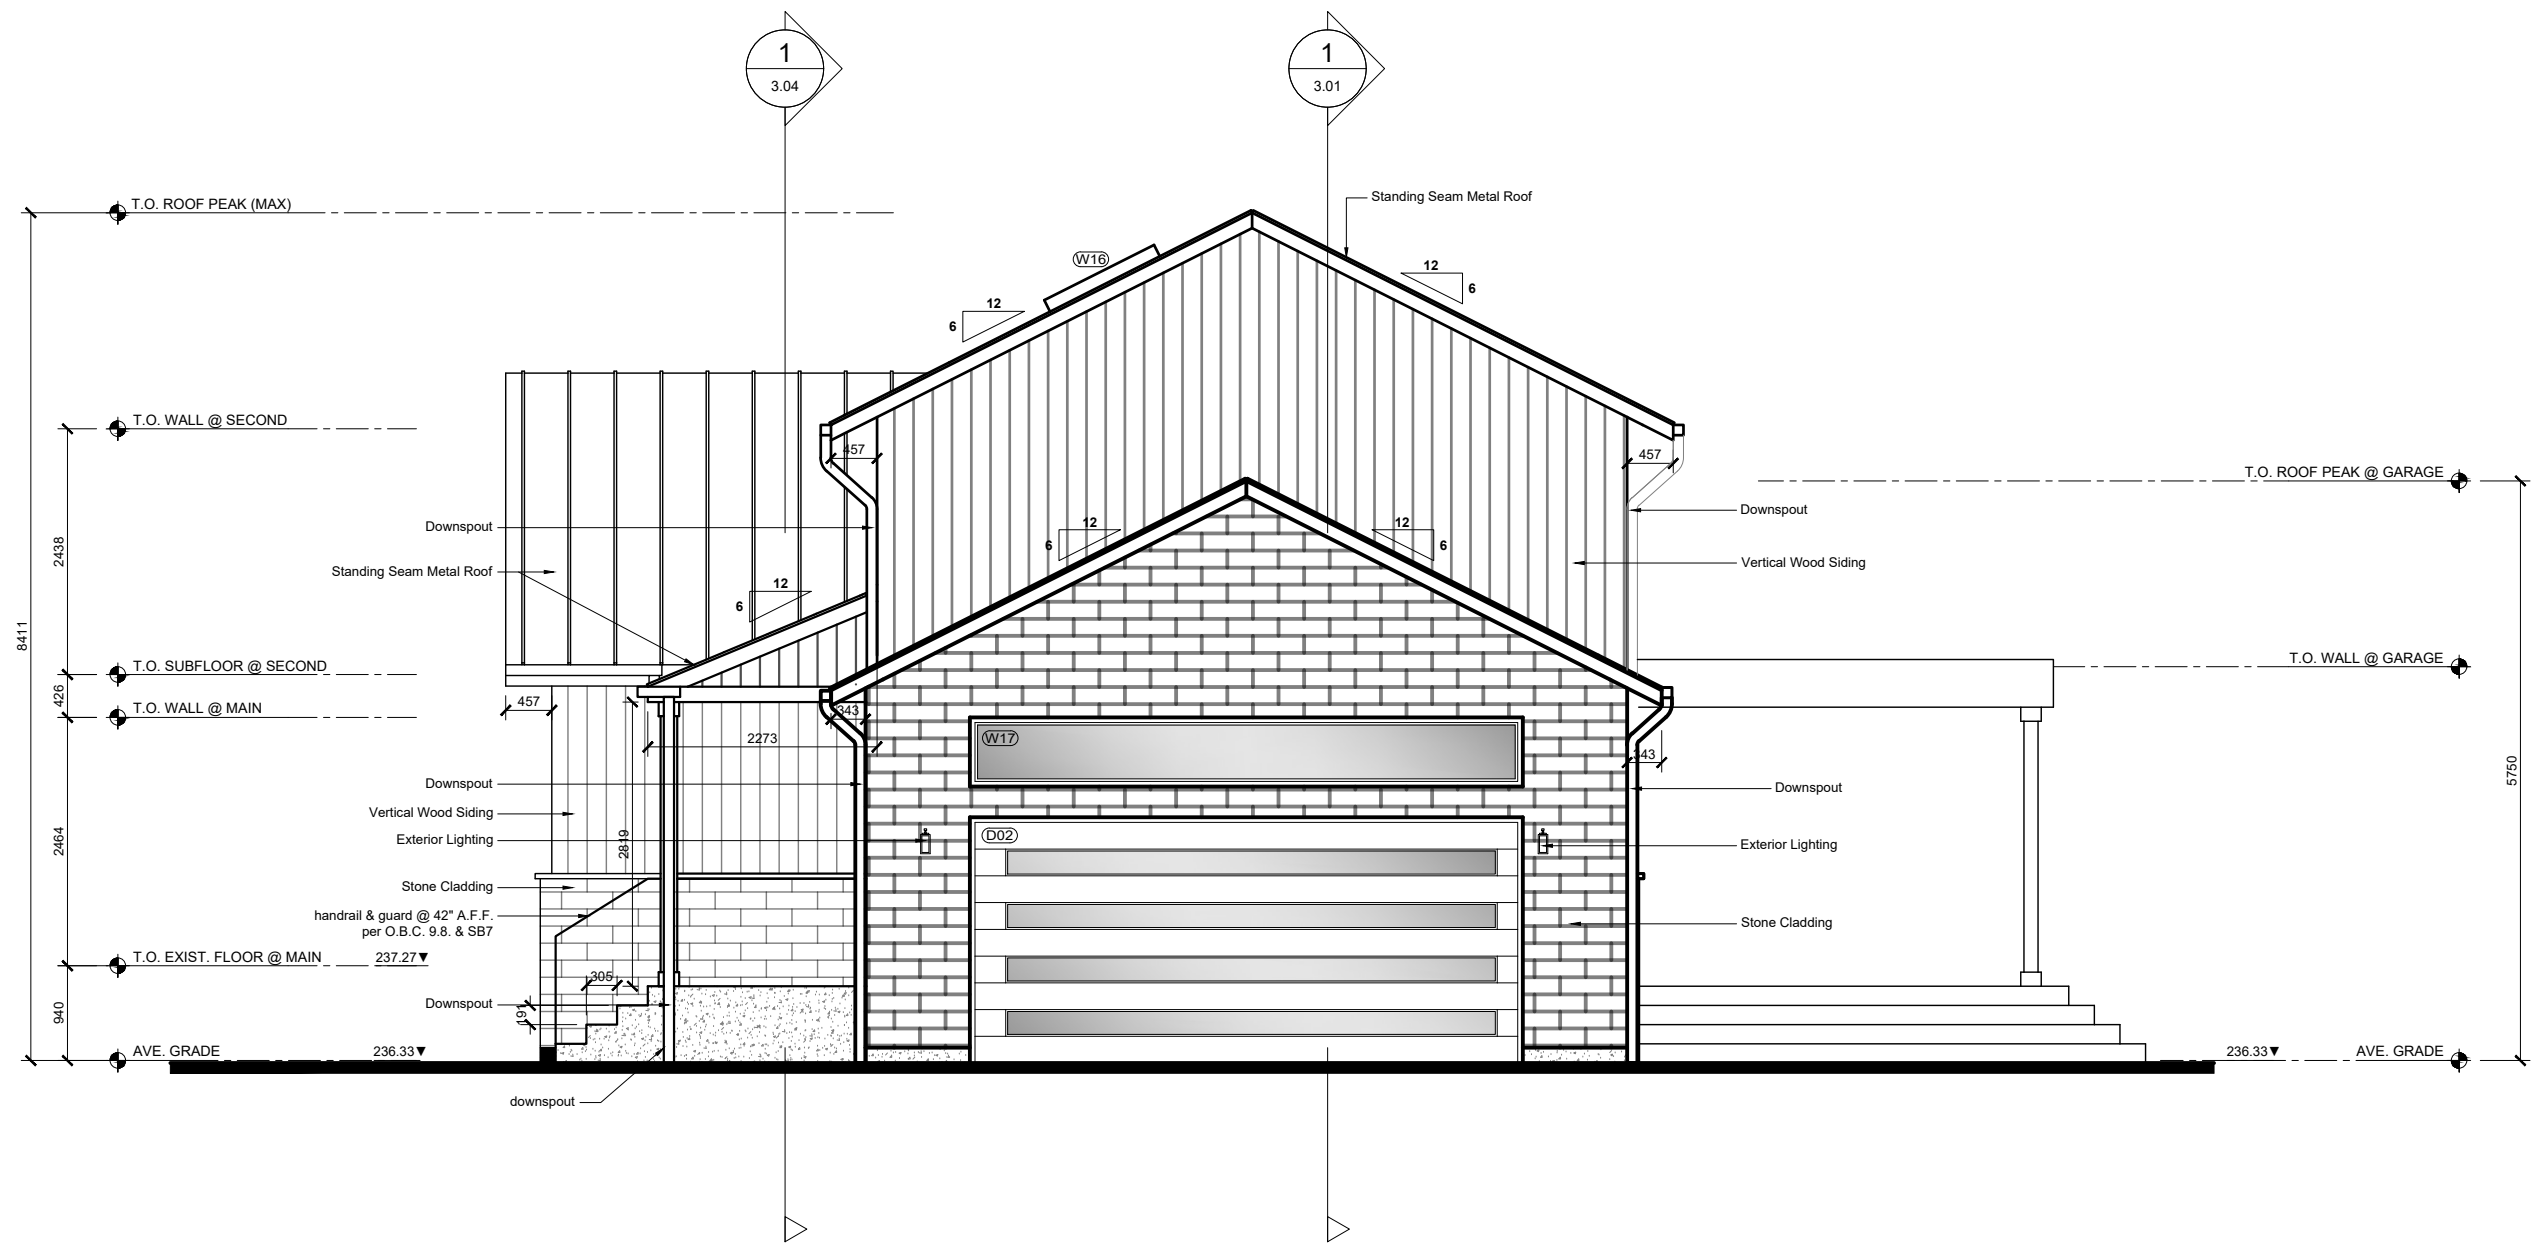 1
3.04
1
3.01
T.O. ROOF PEAK (MAX)
Standing Seam Metal Roof
W16
12
6
12
6
T.O. WALL @ SECOND
457
457
T.O. ROOF PEAK @ GARAGE
Downspout
Downspout
12
6
12
6
2438
Standing Seam Metal Roof
Vertical Wood Siding
12
6
8411
T.O. SUBFLOOR @ SECOND
T.O. WALL @ GARAGE
426
457
T.O. WALL @ MAIN
343
2273
W17
343
5750
Downspout
Downspout
Vertical Wood Siding
2464
2819
Exterior Lighting
D02
Exterior Lighting
Stone Cladding
handrail & guard @ 42" A.F.F.
per O.B.C. 9.8. & SB7
Stone Cladding
T.O. EXIST. FLOOR @ MAIN 237.27▼
305
940
Downspout
191
AVE. GRADE 236.33▼
236.33▼ AVE. GRADE
downspout